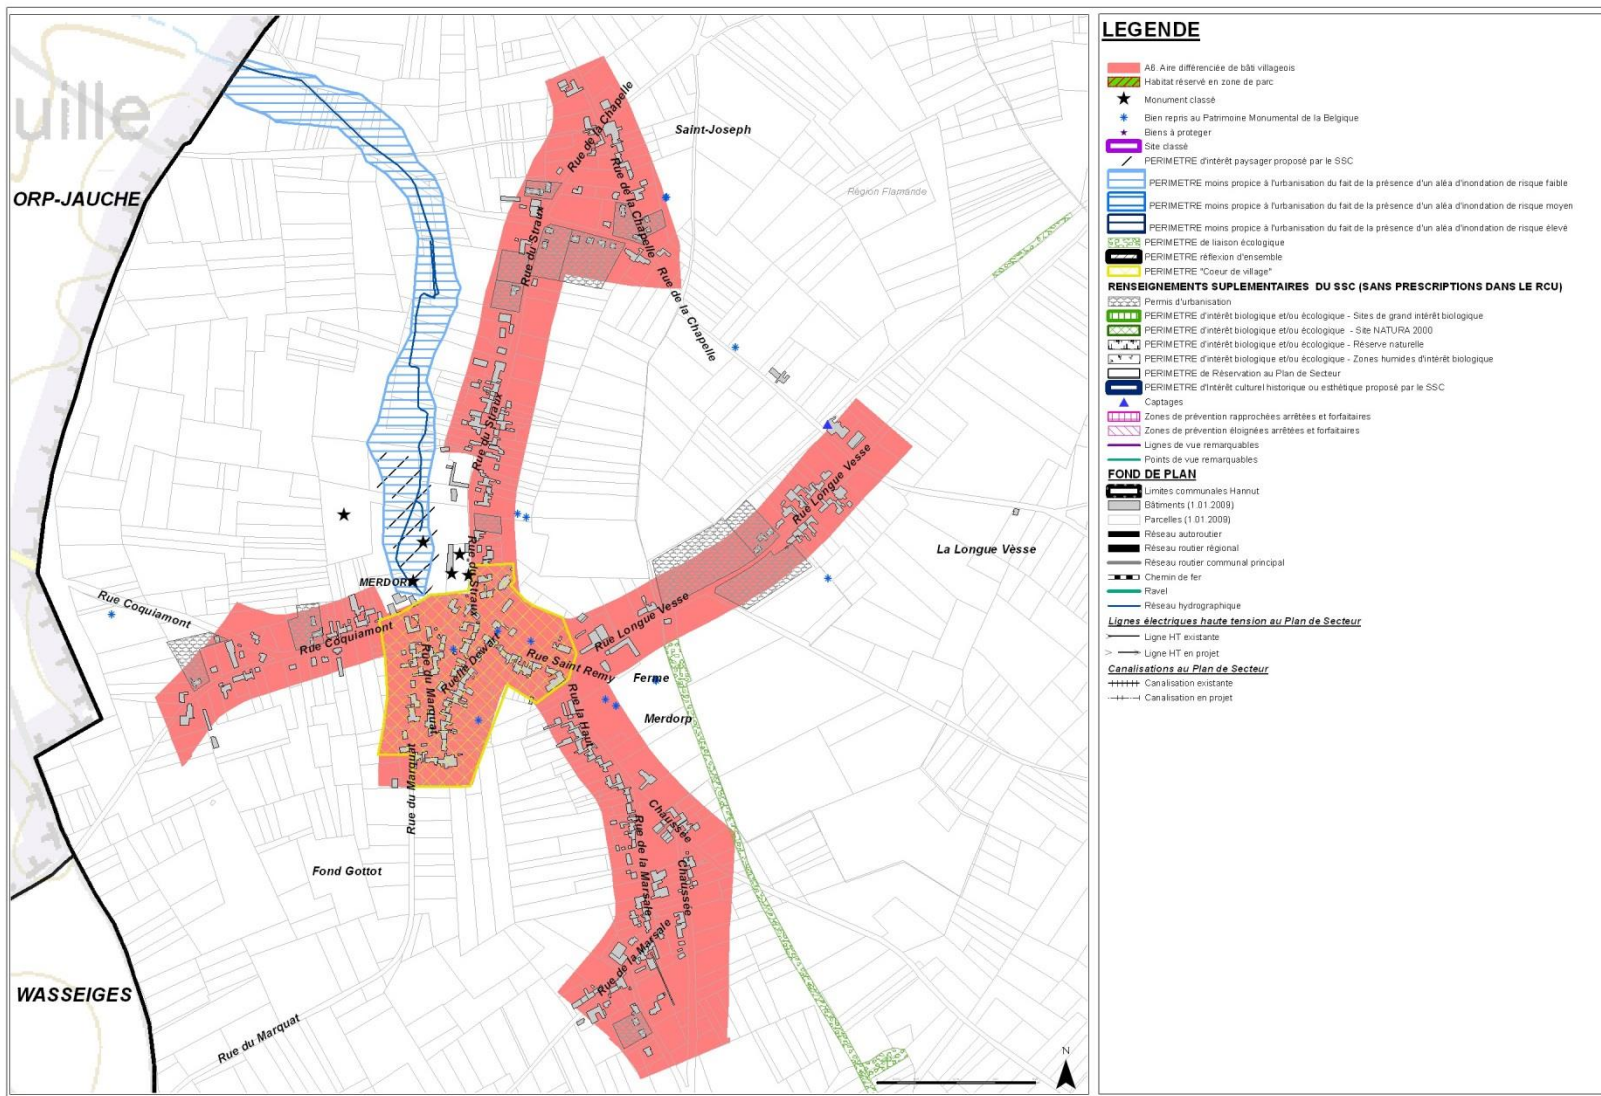 uille
ORP-JAUCHE
Saint-Joseph
Région Flamande
Rue de la Chapelle
Rue de la Chapelle
Rue du Straux
Rue de la Chapelle
Rue du Straux
Rue Longue Vesse
La Longue Vèsse
MERDORP
Rue du Straux
Rue Coquiamont
Rue Coquiamont
Rue Longue Vesse
Ruelle Dewart
Rue du Marquat
Rue Saint Remy
Ferme
Merdorp
Rue la Haut
Rue du Marquat
Chaussée
Rue de la Marsale
Chaussée
Fond Gottot
Rue de la Marsale
WASSEIGES
Rue du Marquat
N
LEGENDE
A6. Aire différenciée de bâti villageois
Habitat réservé en zone de parc
Monument classé
Bien repris au Patrimoine Monumental de la Belgique
Biens à proteger
Site classé
PERIMETRE d'intérêt paysager proposé par le SSC
PERIMETRE moins propice à l'urbanisation du fait de la présence d'un aléa d'inondation de risque faible
PERIMETRE moins propice à l'urbanisation du fait de la présence d'un aléa d'inondation de risque moyen
PERIMETRE moins propice à l'urbanisation du fait de la présence d'un aléa d'inondation de risque élevé
PERIMETRE de liaison écologique
PERIMETRE réflexion d'ensemble
PERIMETRE "Coeur de village"
RENSEIGNEMENTS SUPLEMENTAIRES DU SSC (SANS PRESCRIPTIONS DANS LE RCU)
Permis d'urbanisation
PERIMETRE d'intérêt biologique et/ou écologique - Sites de grand intérêt biologique
PERIMETRE d'intérêt biologique et/ou écologique - Site NATURA 2000
PERIMETRE d'intérêt biologique et/ou écologique - Réserve naturelle
PERIMETRE d'intérêt biologique et/ou écologique - Zones humides d'intérêt biologique
PERIMETRE de Réservation au Plan de Secteur
PERIMETRE d'Intérêt culturel historique ou esthétique proposé par le SSC
Captages
Zones de prévention rapprochées arrêtées et forfaitaires
Zones de prévention éloignées arrêtées et forfaitaires
Lignes de vue remarquables
Points de vue remarquables
FOND DE PLAN
Limites communales Hannut
Bâtiments (1.01.2009)
Parcelles (1.01.2009)
Réseau autoroutier
Réseau routier régional
Réseau routier communal principal
Chemin de fer
Ravel
Réseau hydrographique
Lignes électriques haute tension au Plan de Secteur
Ligne HT existante
Ligne HT en projet
Canalisations au Plan de Secteur
Canalisation existante
Canalisation en projet